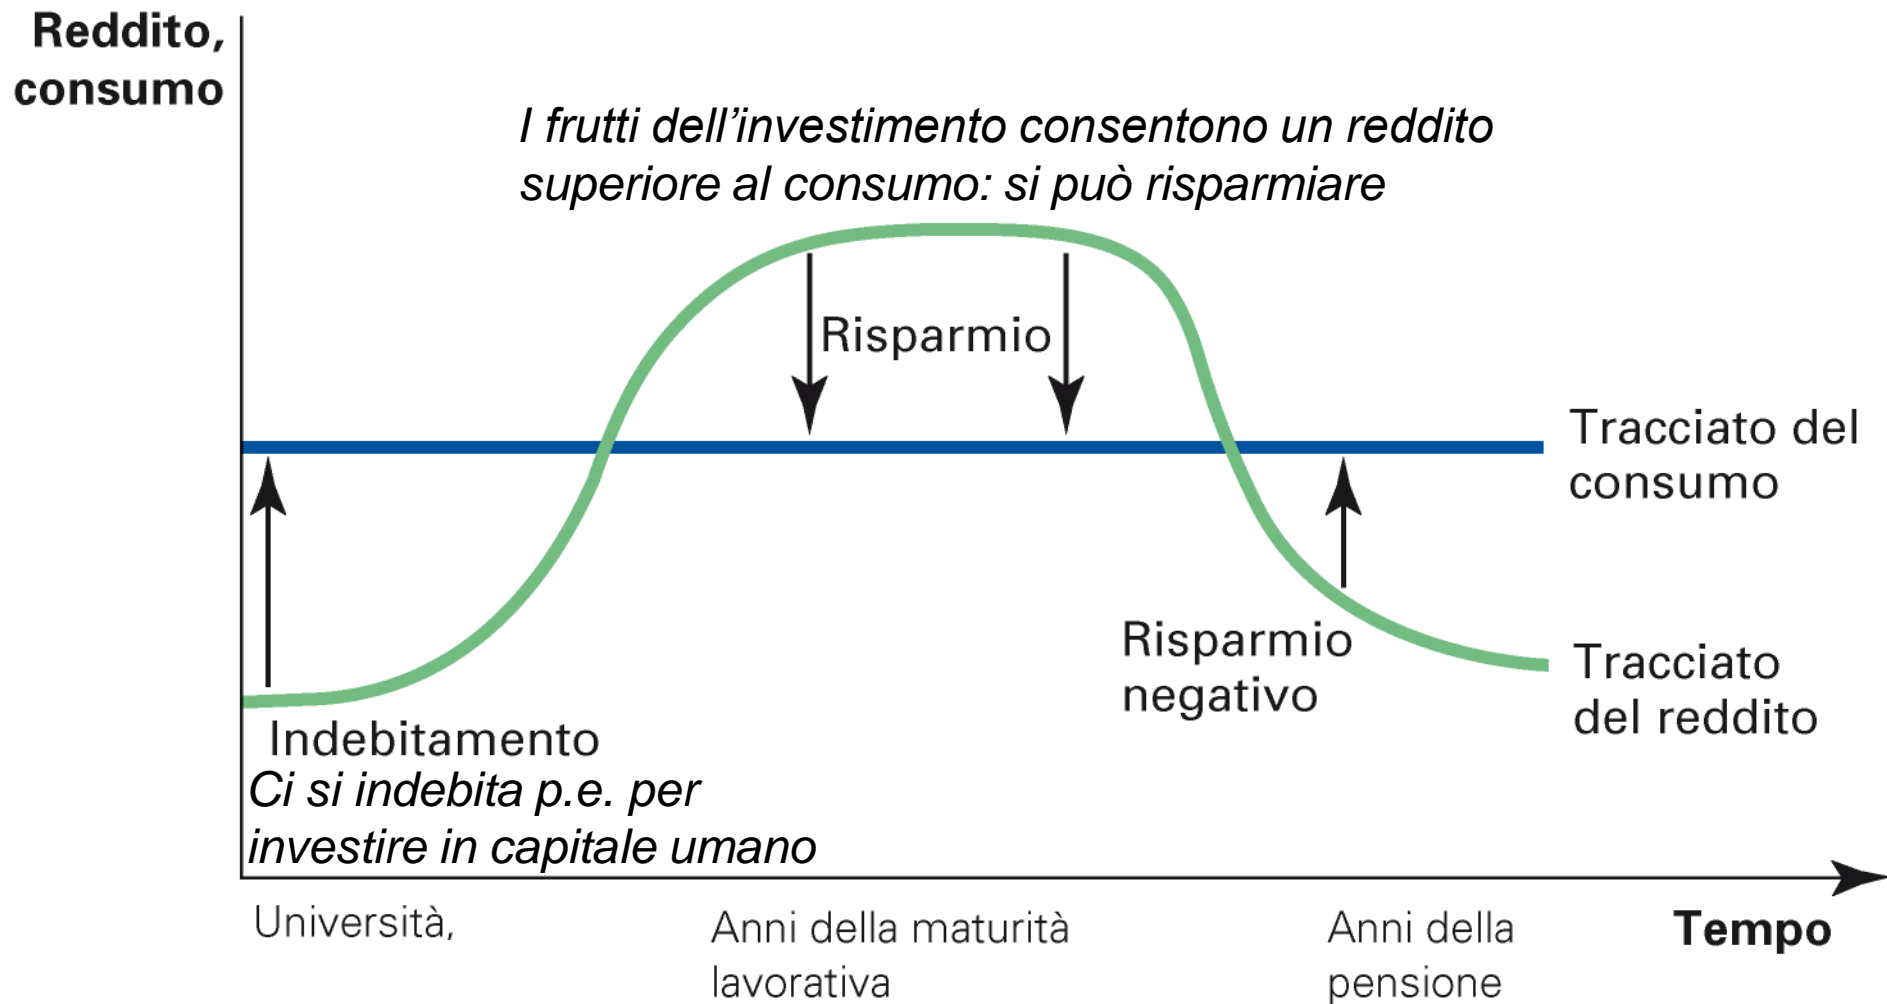 Reddito,
consumo
I frutti dell’investimento consentono un reddito
superiore al consumo: si può risparmiare
Risparmio
Tracciato del
consumo
Risparmio
negativo
Tracciato
del reddito
Indebitamento
Ci si indebita p.e. per
investire in capitale umano
Università,
Anni della maturità
lavorativa
Anni della
pensione
Tempo